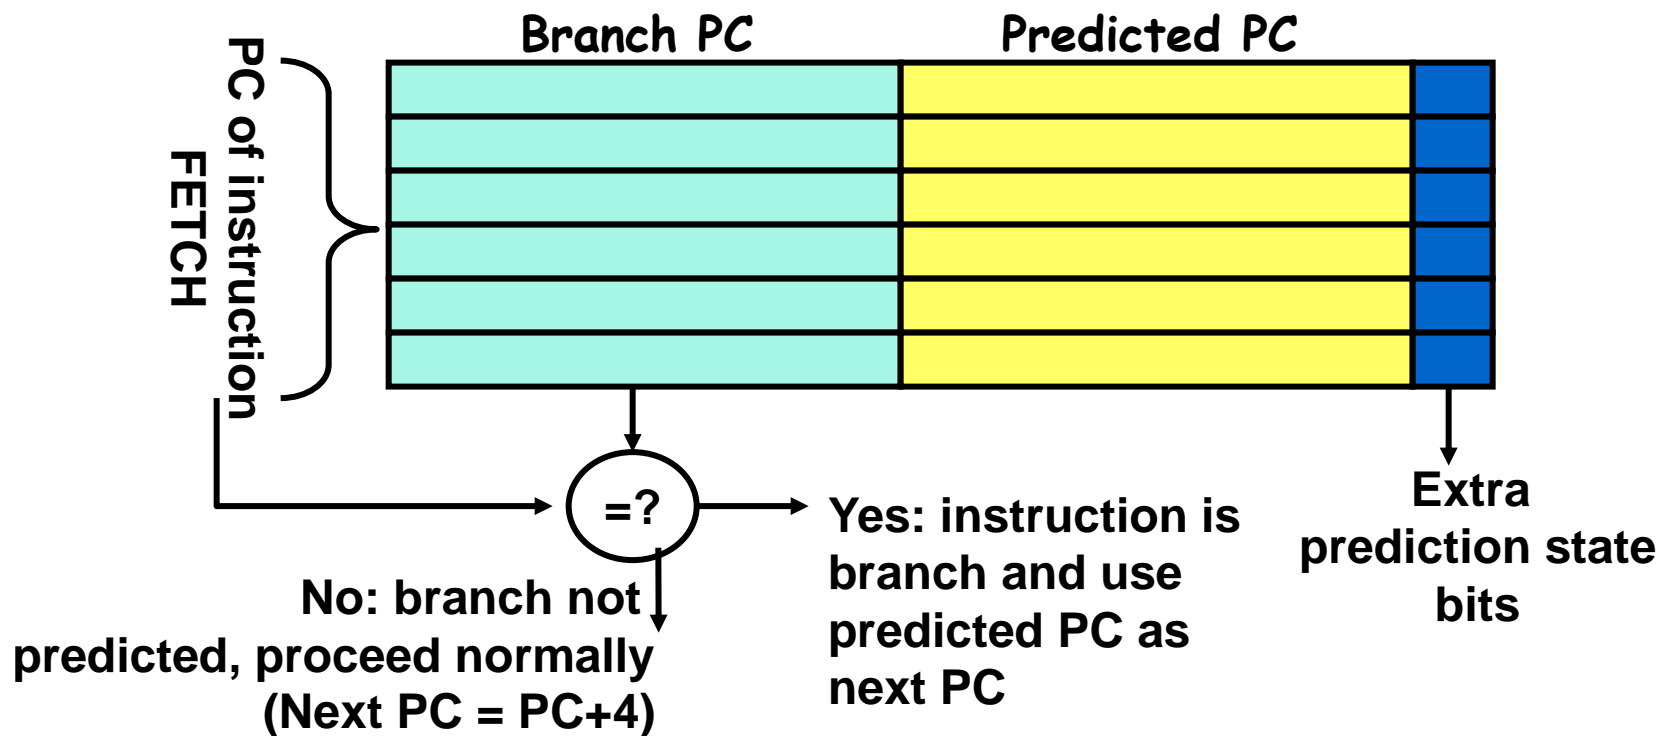 Branch PC
Predicted PC
PC of instruction
FETCH
=?
Yes: instruction is
branch and use
predicted PC as
next PC
Extra
prediction state
bits
No: branch not
predicted, proceed normally
(Next PC = PC+4)